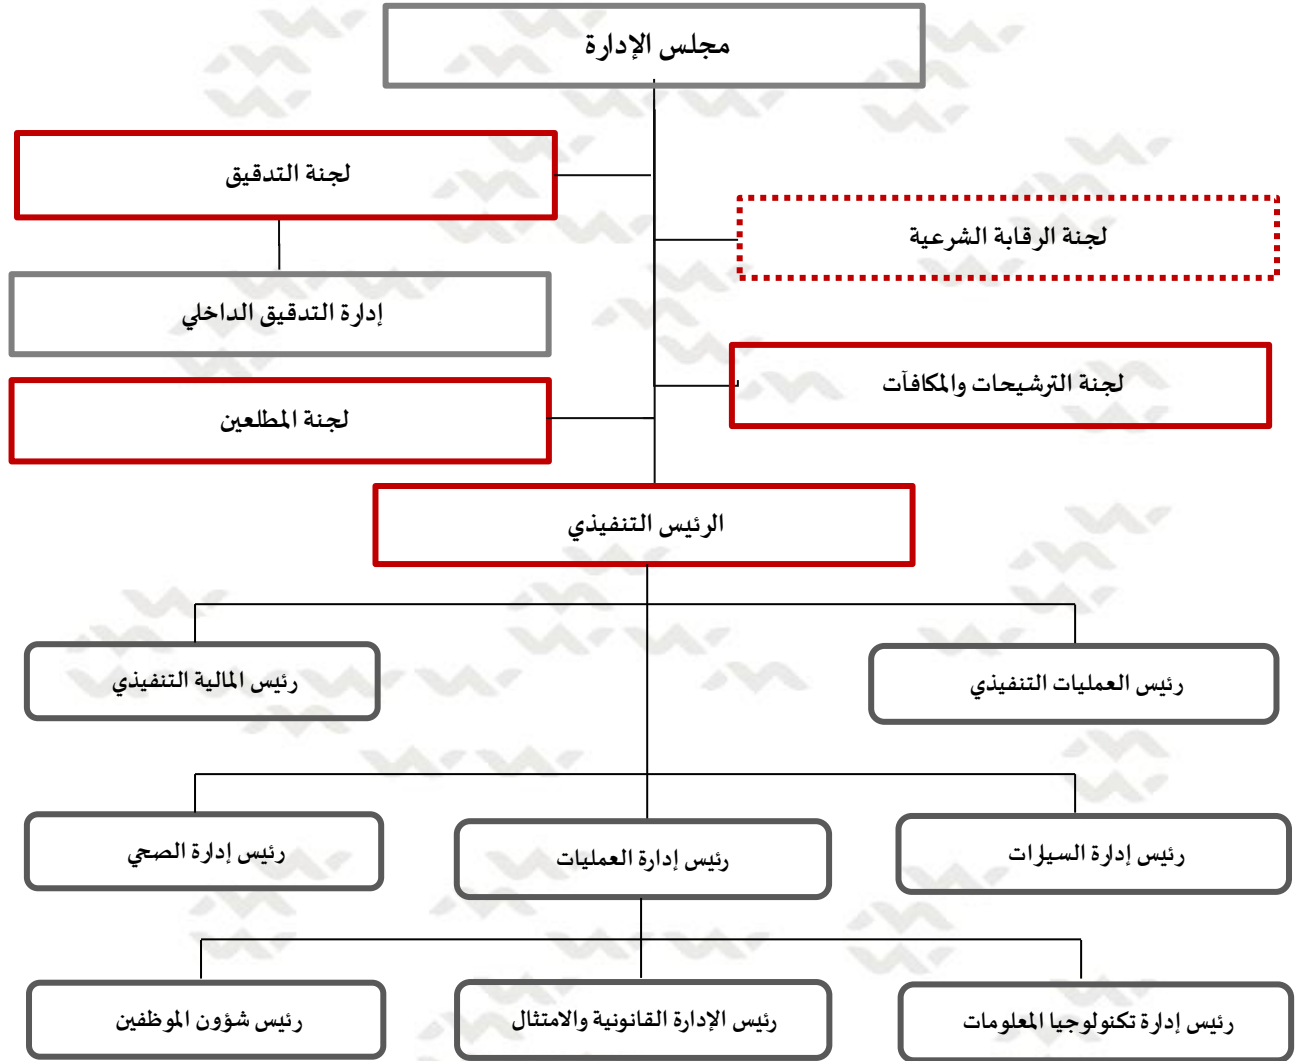 مجلس الإدارة
لجنة التدقيق
لجنة الرقابة الشرعية
إدارة التدقيق الداخلي
لجنة الترشيحات والمكافآت
لجنة المطلعين
الرئيس التنفيذي
رئيس العمليات التنفيذي
رئيس المالية التنفيذي
رئيس إدارة السيارات
رئيس إدارة العمليات
رئيس إدارة الصحي
رئيس إدارة تكنولوجيا المعلومات
رئيس الإدارة القانونية والامتثال
رئيس شؤون الموظفين